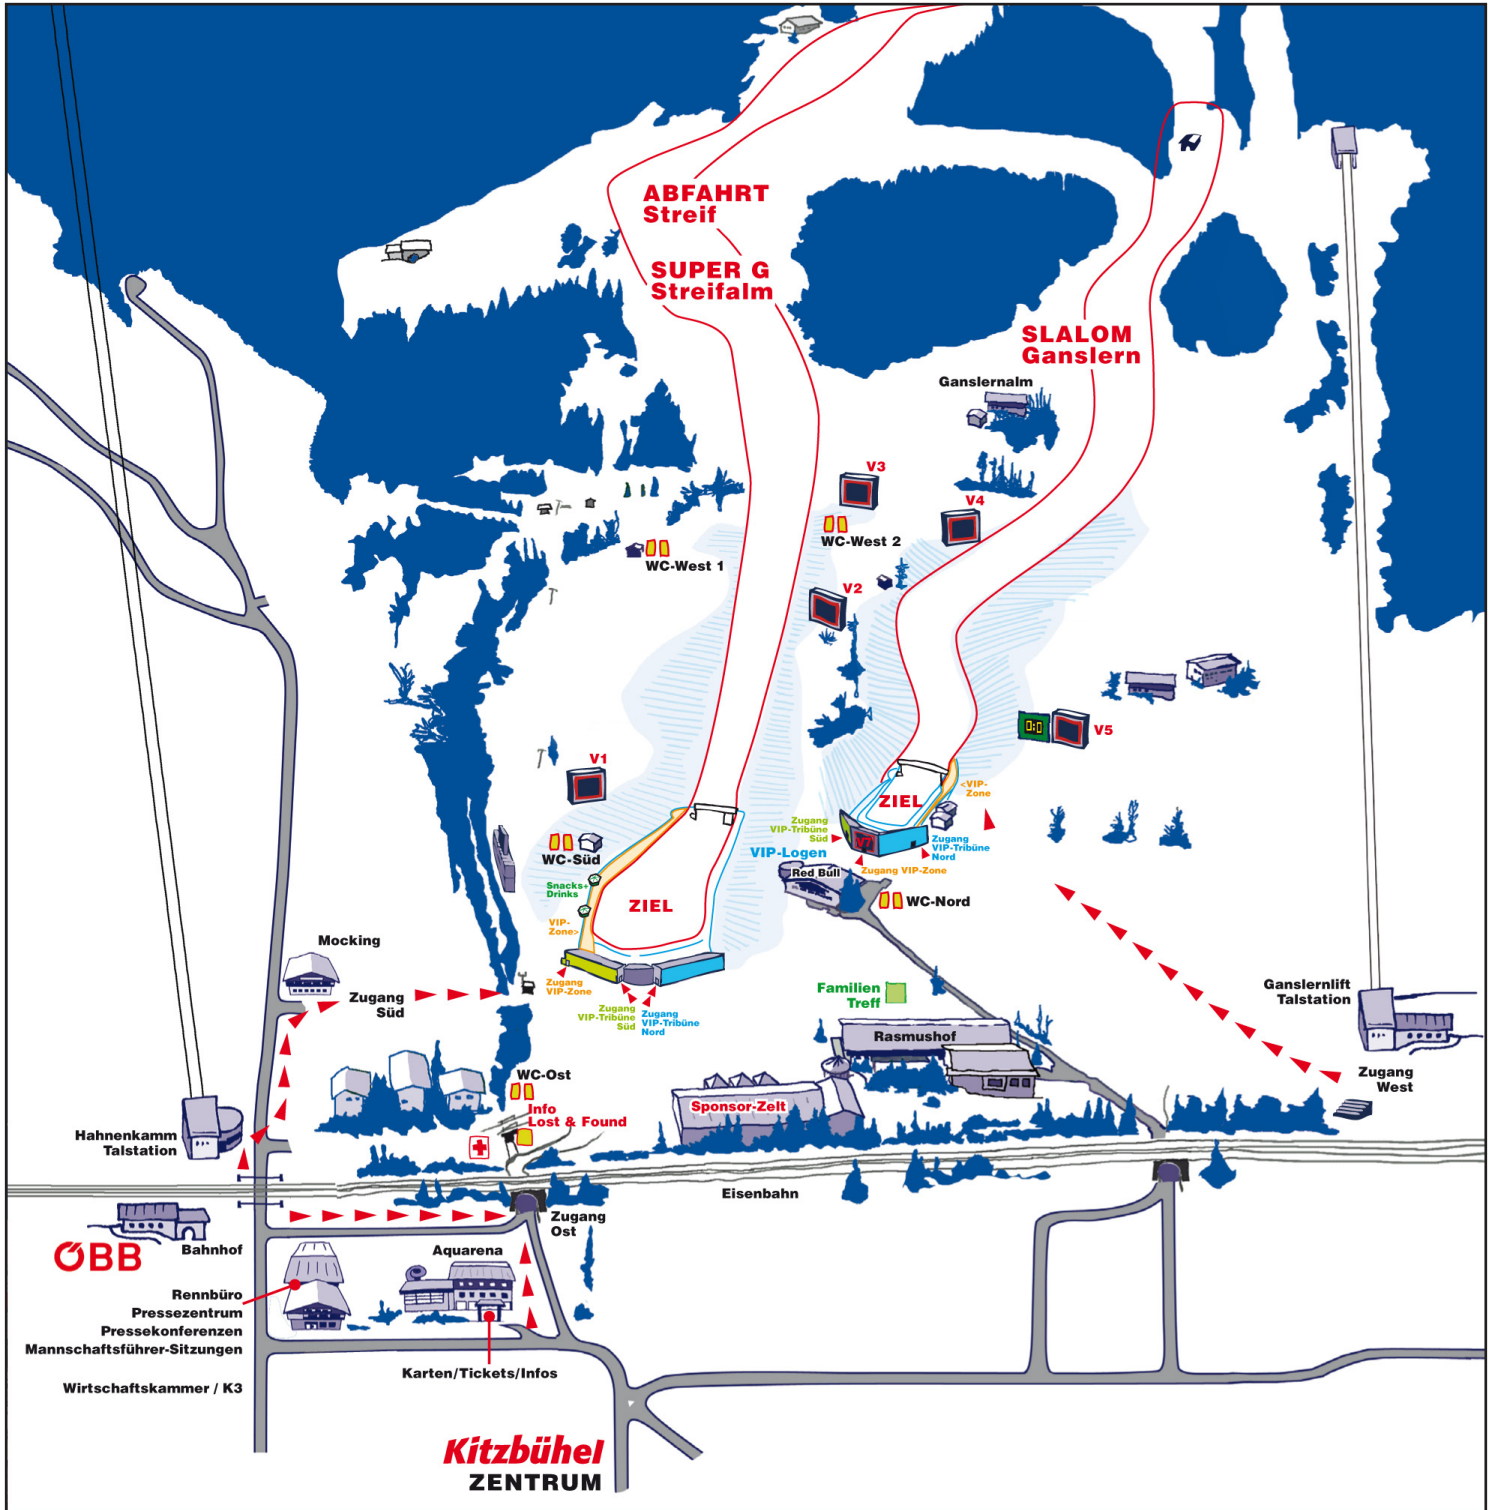 ABFAHRT
Streif
SUPER G
Streifalm
SLALOM
Ganslern
Ganslernalm
V3
V4
WC-West 2
WC-West 1
V2
V5
0:0
V1
<VIP-
Zone
ZIEL
Zugang
VIP-Tribüne
Süd
V7
Zugang
VIP-Tribüne
Nord
VIP-Logen
Zugang VIP-Zone
Red Bull
WC-Süd
Snacks+
Drinks
ZIEL
WC-Nord
VIP-
Zone>
Mocking
Zugang
Süd
Zugang
VIP-Zone
Zugang
VIP-Tribüne
Süd
Zugang
VIP-Tribüne
Nord
Familien
Treff
Ganslernlift
Talstation
Rasmushof
WC-Ost
Zugang
West
Sponsor-Zelt
Info
Lost & Found
Hahnenkamm
Talstation
Eisenbahn
Zugang
Ost
ÖBB
Bahnhof
Aquarena
Rennbüro
Pressezentrum
Pressekonferenzen
Mannschaftsführer-Sitzungen
Karten/Tickets/Infos
Wirtschaftskammer / K3
Kitzbühel
ZENTRUM